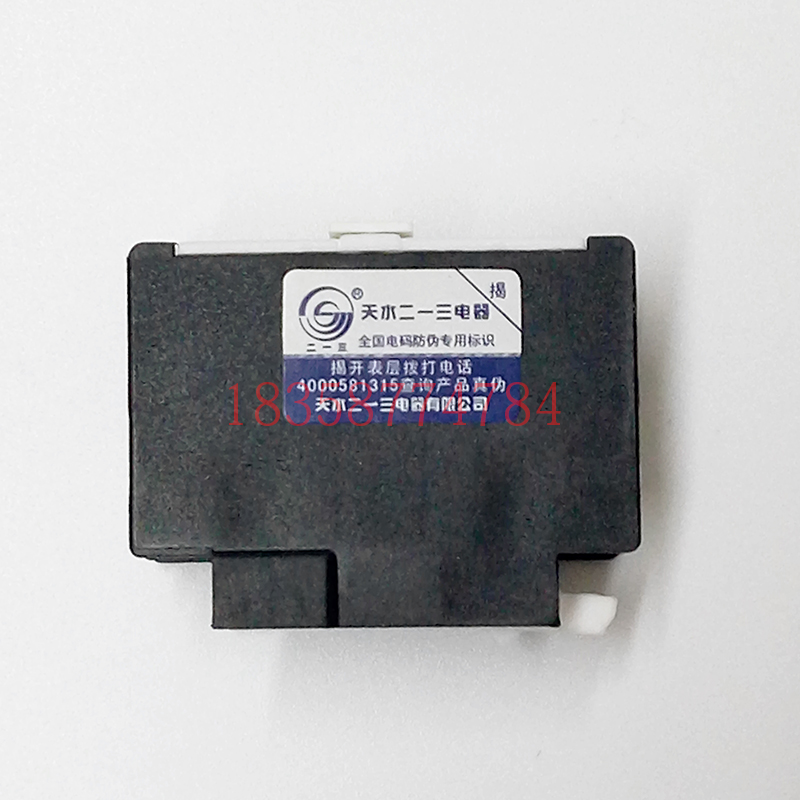 揭
® 天水二一三电器
二一三
全国电码防伪专用标识
揭开表层拨打电话
4000581315查询产品真伪
天水二一三电器有限公司
18358774784